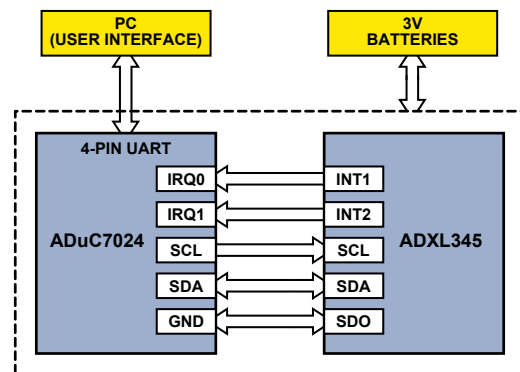 PC
(USER INTERFACE)
3V
BATTERIES
4-PIN UART
IRQ0
INT1
IRQ1
INT2
ADuC7024
ADXL345
SCL
SCL
SDA
SDA
GND
SDO